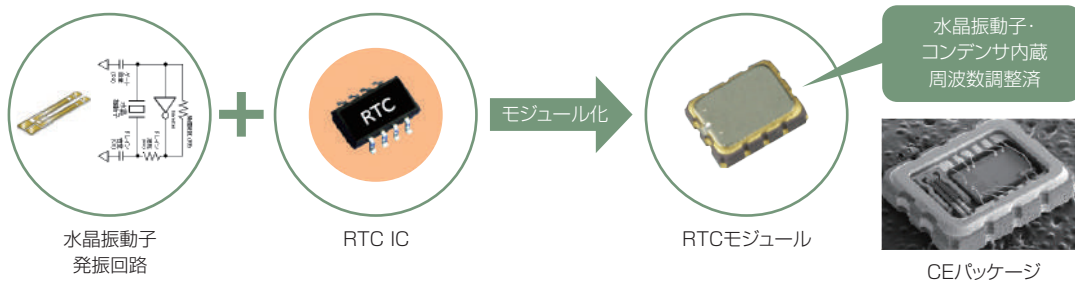 水晶振動子
発振回路
RTC
RTC IC
モジュール化
RTCモジュール
水晶振動子・
コンデンサ内蔵
周波数調整済
CEパッケージ